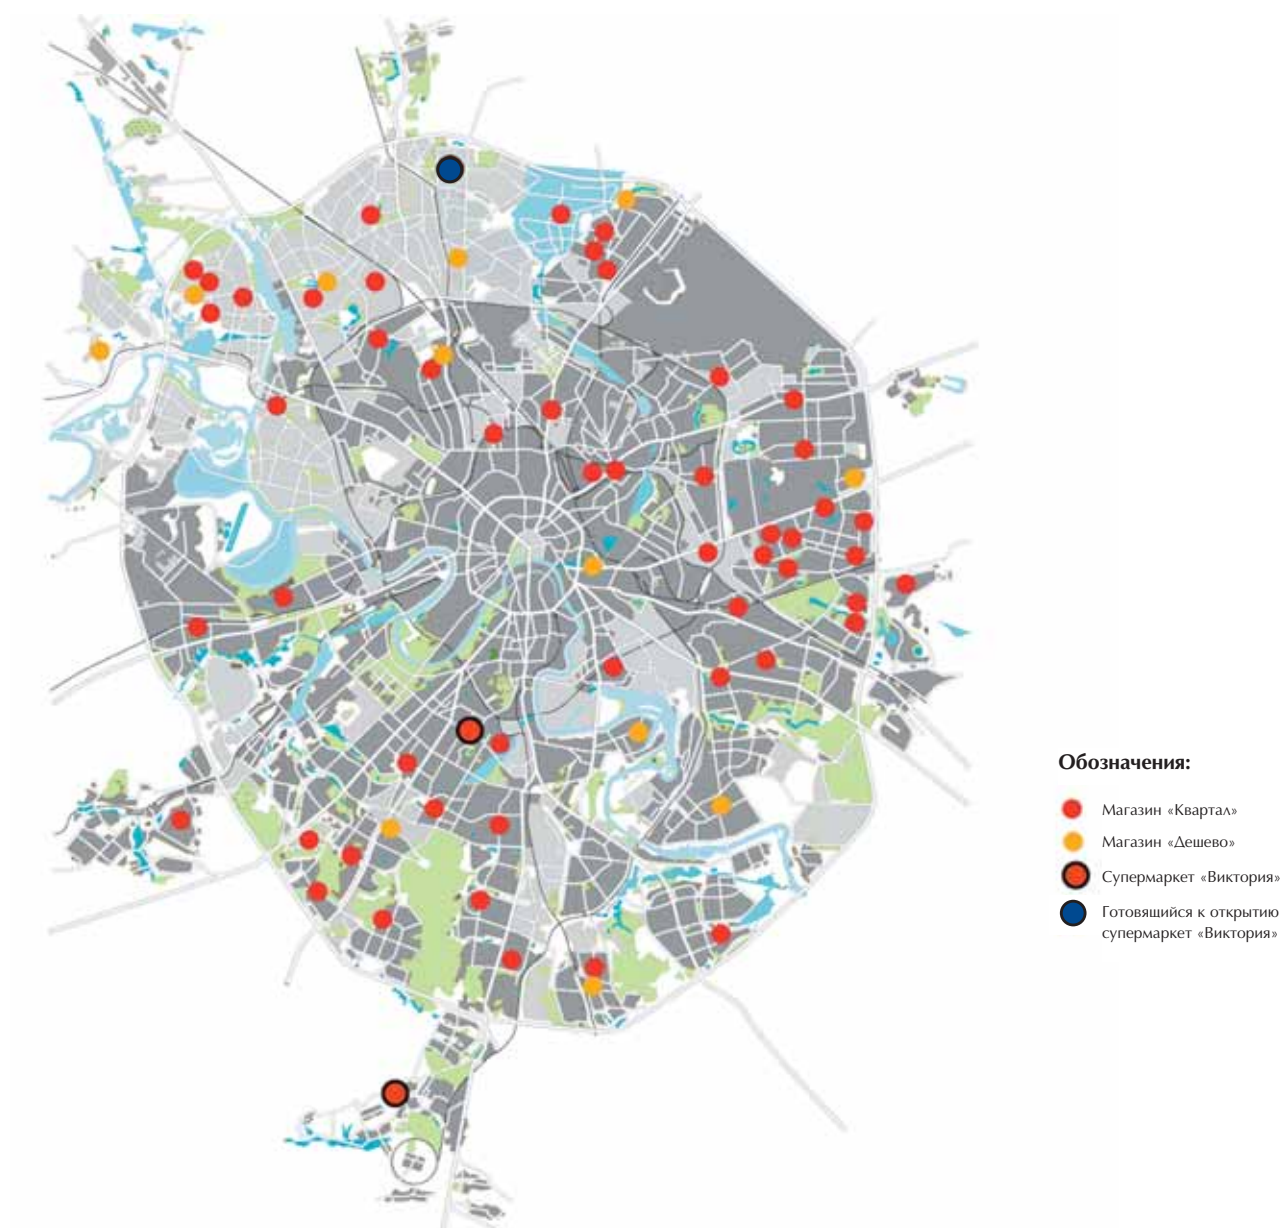 Обозначения:
Магазин «Квартал»
Магазин «Дешево»
Супермаркет «Виктория»
Готовящийся к открытию
супермаркет «Виктория»